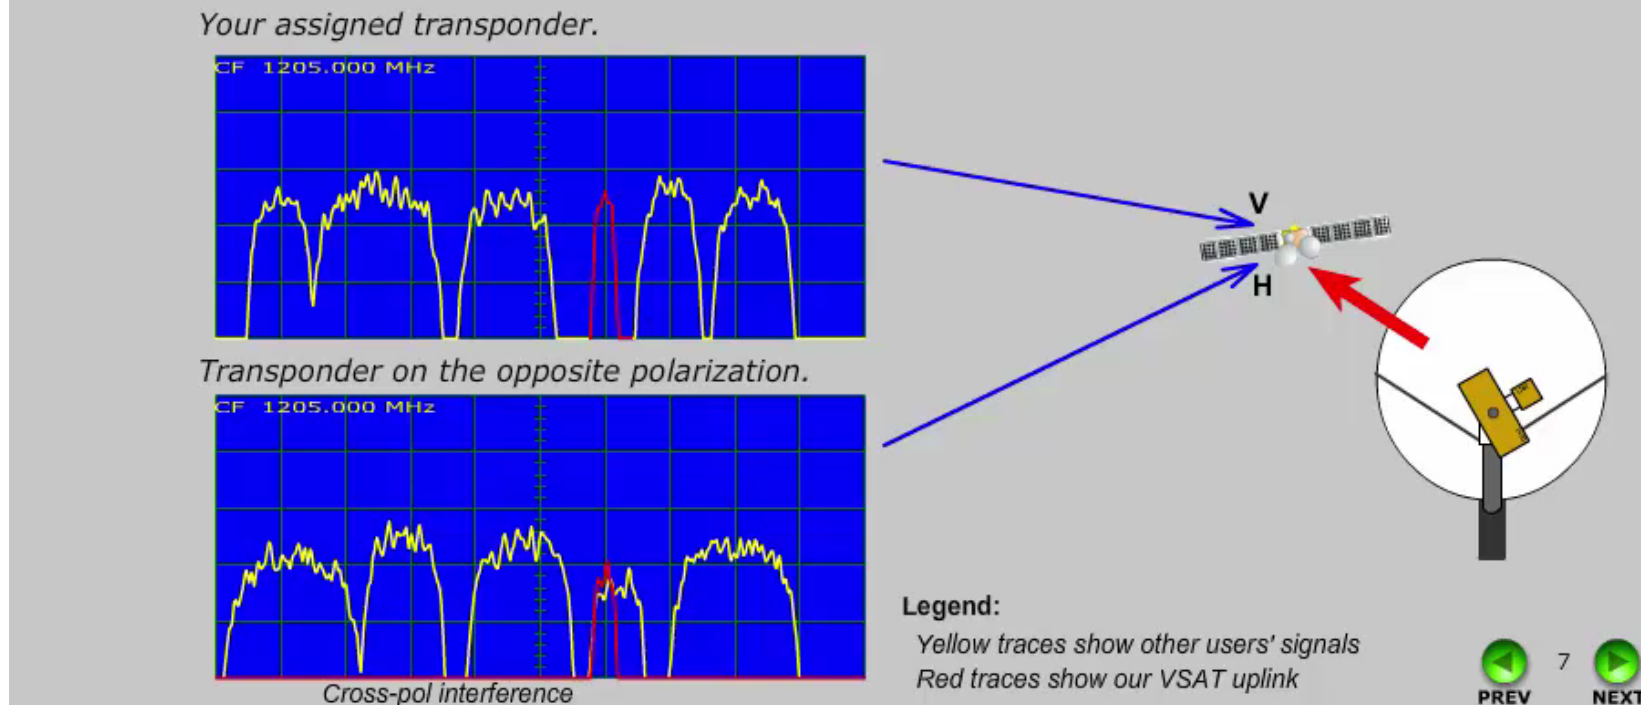 Your assigned transponder.
CF 1205.000 MHz
V
H
Transponder on the opposite polarization.
CF 1205.000 MHz
Legend:
Yellow traces show other users' signals
Red traces show our VSAT uplink
Cross-pol interference
7
PREV
NEXT